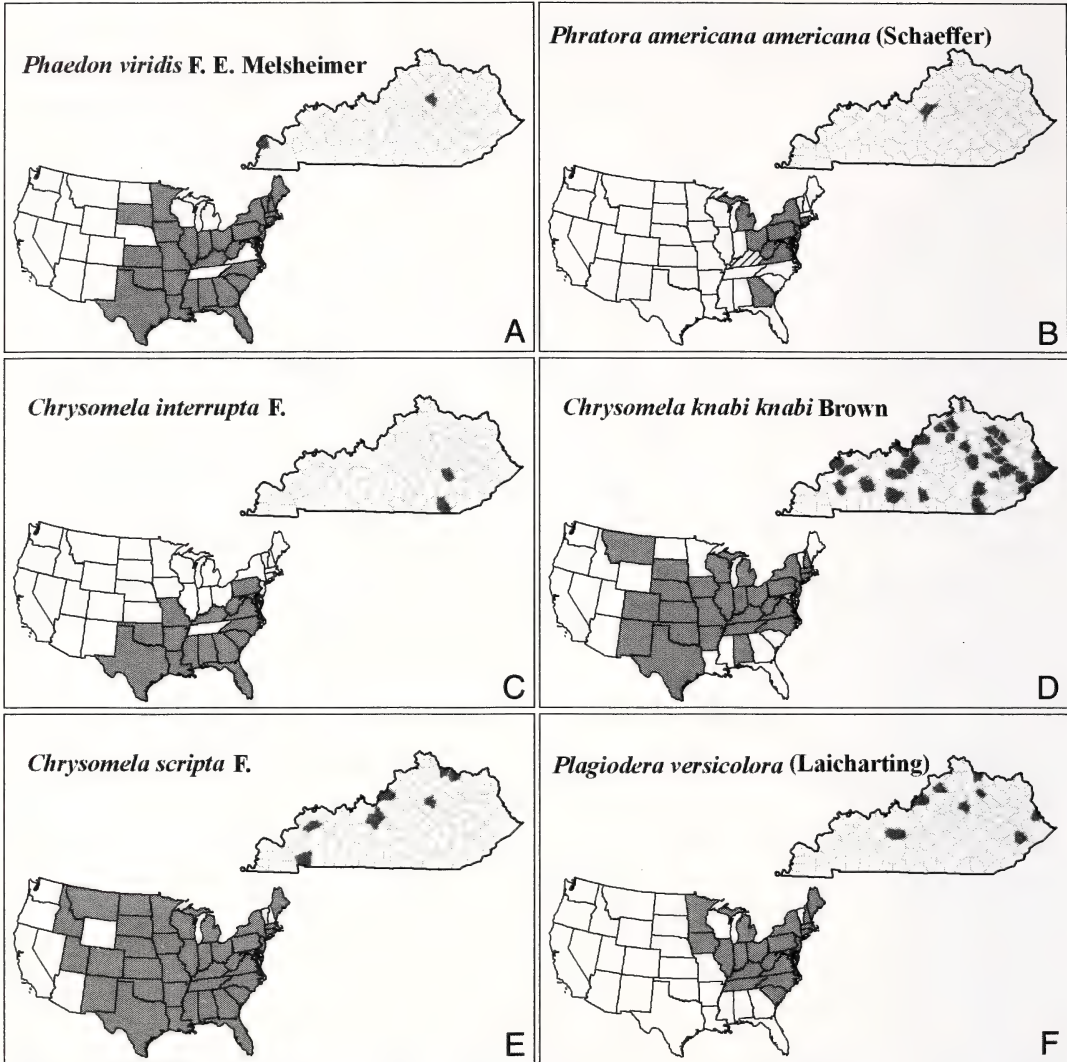 Phaedon viridis F. E. Melsheimer
A
Phratora americana americana (Schaeffer)
B
Chrysomela interrupta F.
C
Chrysomela knabi knabi Brown
D
Chrysomela scripta F.
E
Plagiodera versicolora (Laicharting)
F